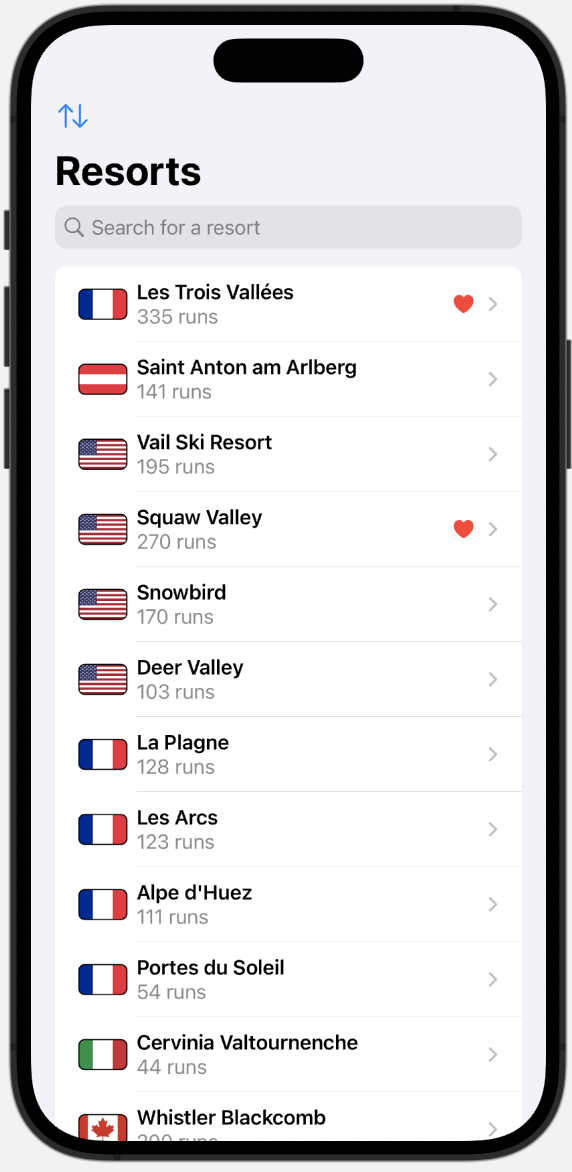 Resorts
Search for a resort
Les Trois Vallées
335 runs
Saint Anton am Arlberg
141 runs
Vail Ski Resort
195 runs
Squaw Valley
270 runs
Snowbird
170 runs
Deer Valley
103 runs
La Plagne
128 runs
Les Arcs
123 runs
Alpe d'Huez
111 runs
Portes du Soleil
54 runs
Cervinia Valtournenche
44 runs
Whistler Blackcomb